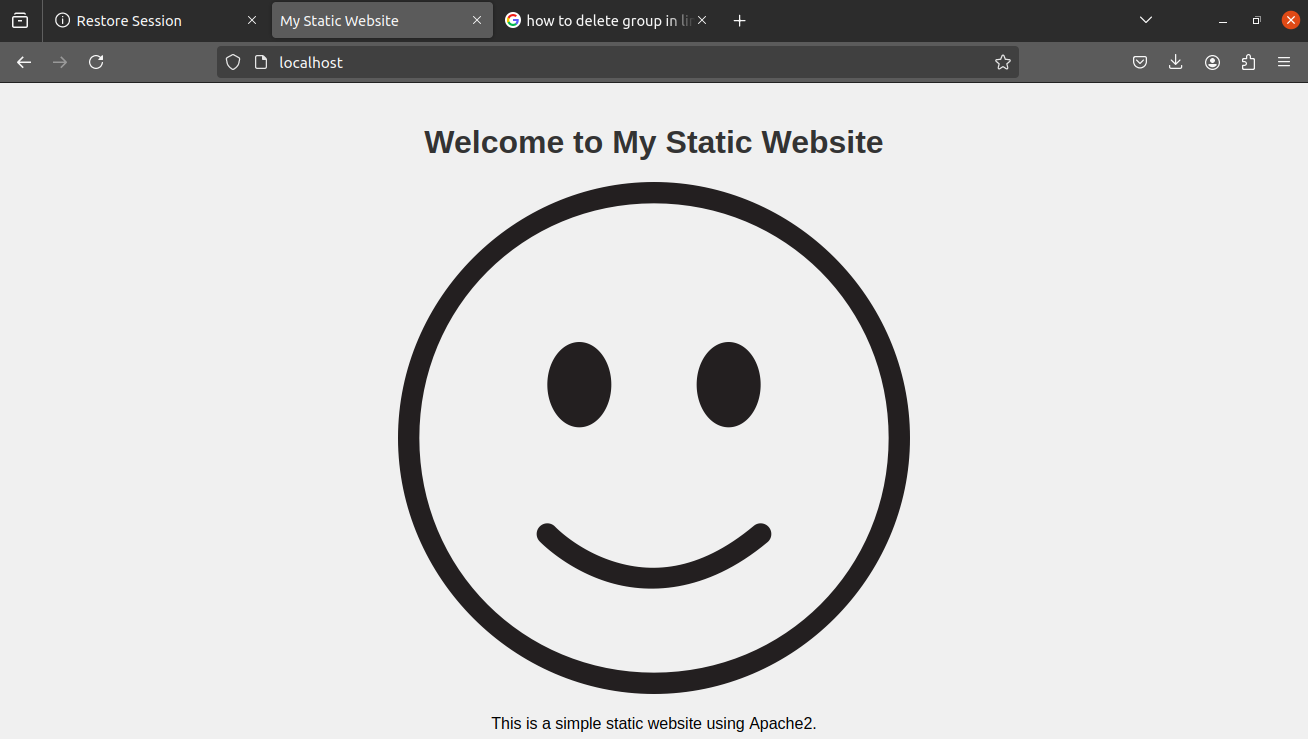 Restore Session
My Static Website
how to delete group in
localhost
Welcome to My Static Website
This is a simple static website using Apache2.